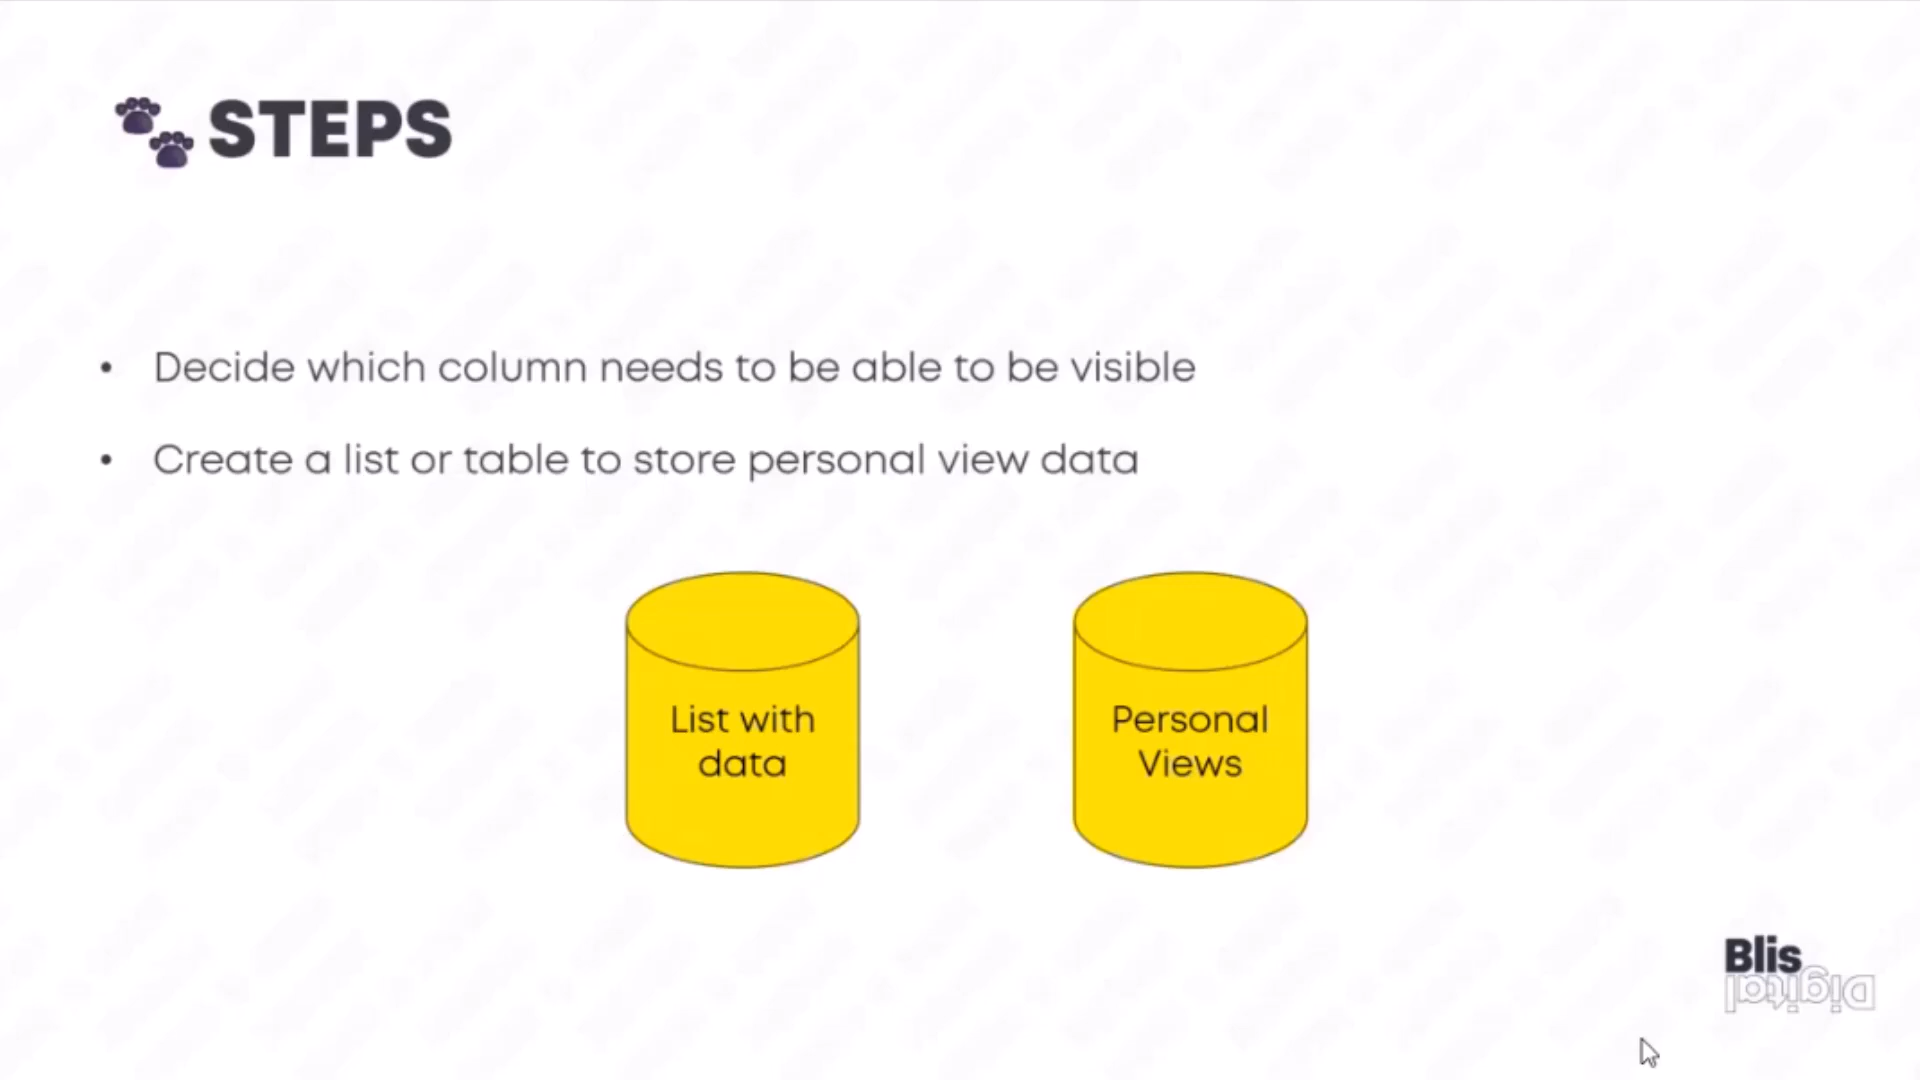 STEPS
• Decide which column needs to be able to be visible
• Create a list or table to store personal view data
List with
data
Personal
Views
Blis
Digital